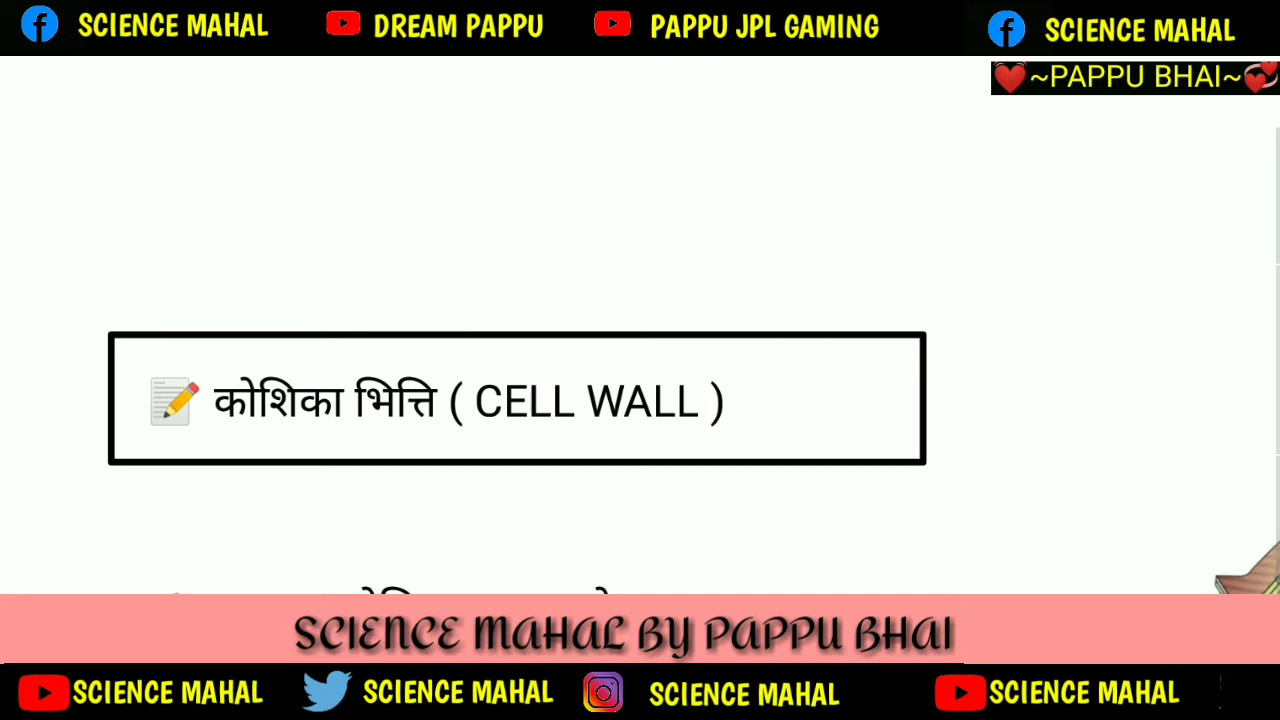 SCIENCE MAHAL DREAM PAPPU PAPPU JPL GAMING SCIENCE MAHAL
~PAPPU BHAI~
कोशिका भित्ति ( CELL WALL )
SCIENCE MAHAL BY PAPPU BHAI
SCIENCE MAHAL SCIENCE MAHAL SCIENCE MAHAL SCIENCE MAHAL